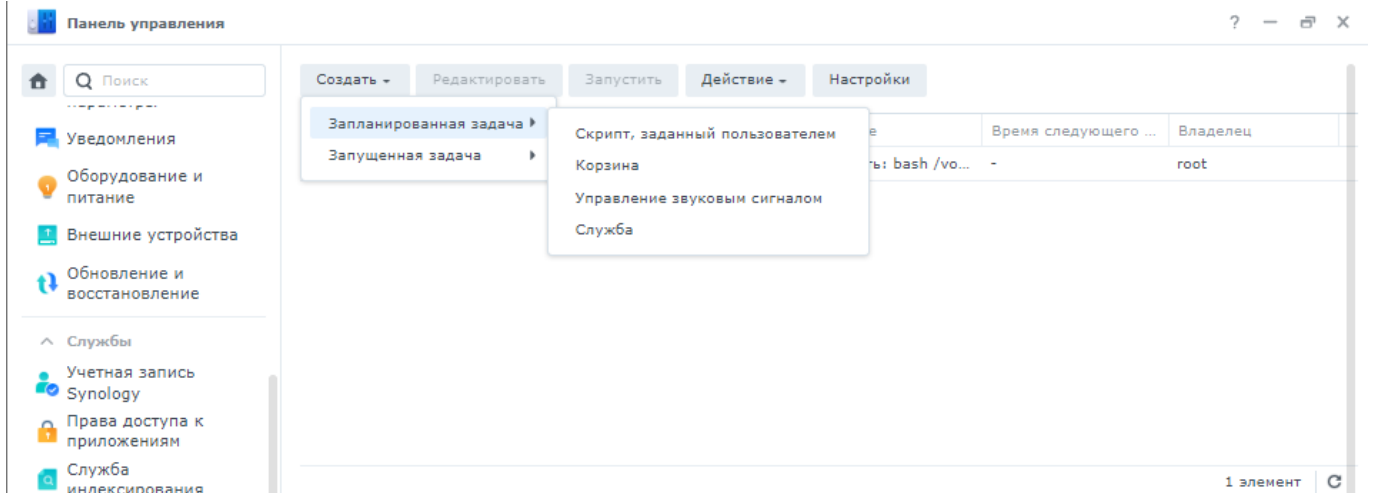 Панель управления
Поиск
Создать
Редактировать
Запустить
Действие
Настройки
Запланированная задача
Запущенная задача
Скрипт, заданный пользователем
Корзина
Управление звуковым сигналом
Служба
Время следующего ...
Владелец
ть: bash /vo...
-
root
Уведомления
Оборудование и
питание
Внешние устройства
Обновление и
восстановление
Службы
Учетная запись
Synology
Права доступа к
приложениям
Служба
индексирования
1 элемент